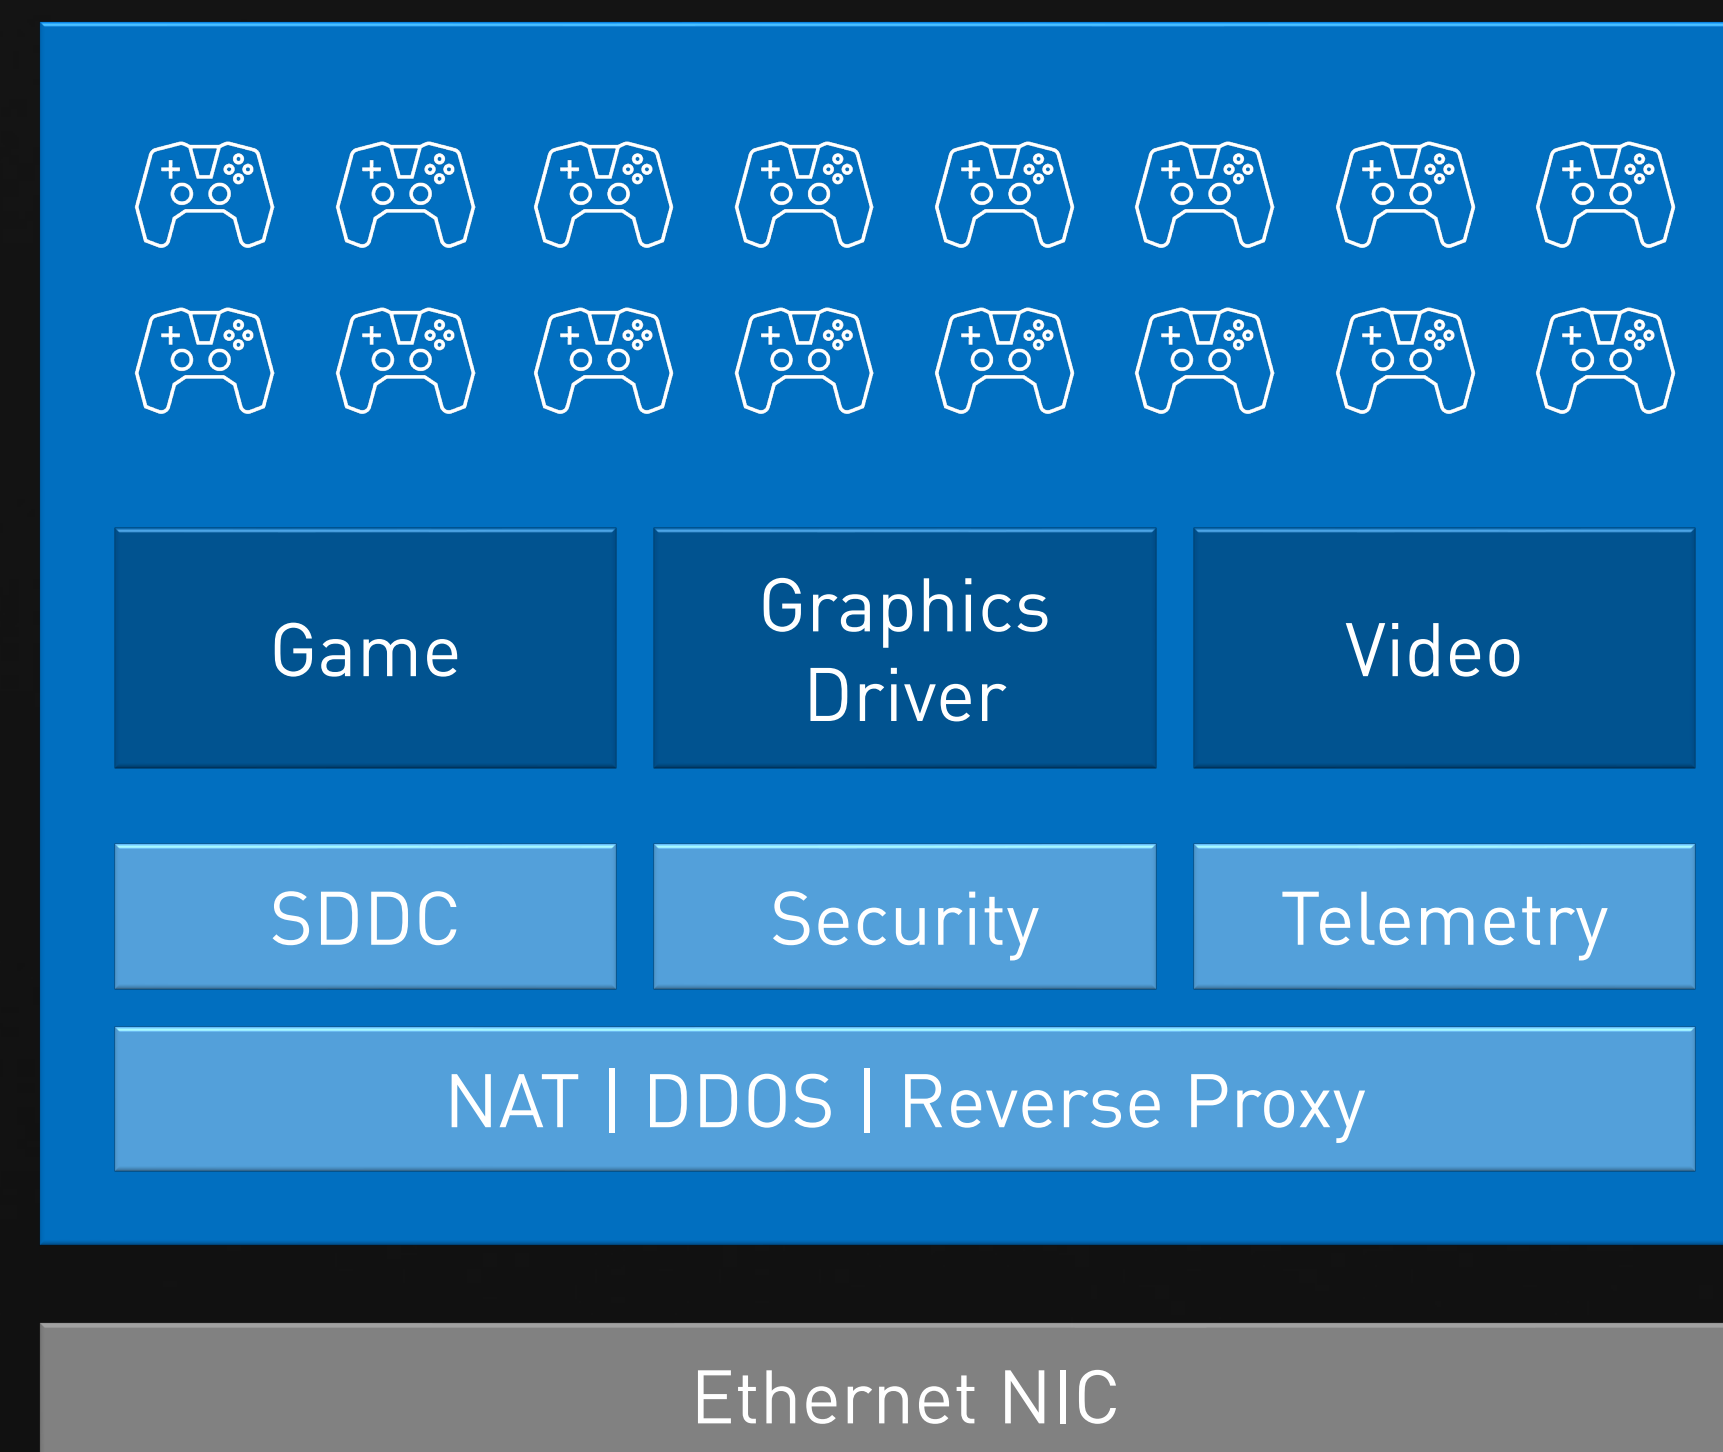 Game
Graphics
Driver
Video
SDDC
Security
Telemetry
NAT | DDOS | Reverse Proxy
Ethernet NIC